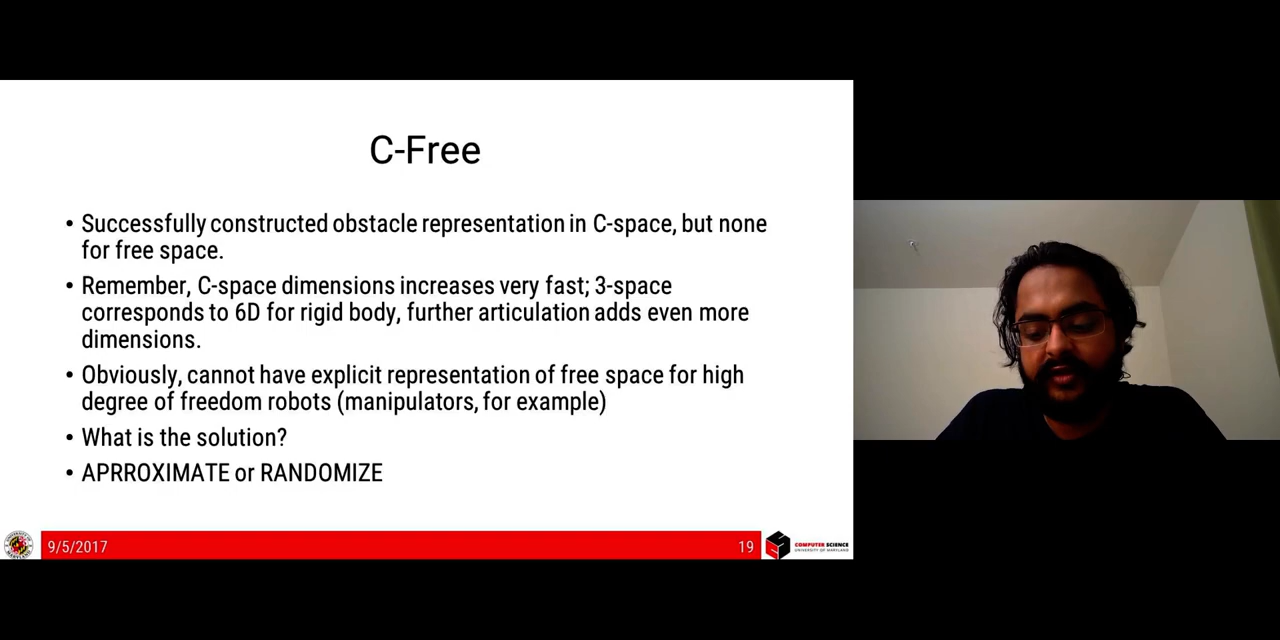 C-Free
• Successfully constructed obstacle representation in C-space, but none
for free space.
• Remember, C-space dimensions increases very fast; 3-space
corresponds to 6D for rigid body, further articulation adds even more
dimensions.
• Obviously, cannot have explicit representation of free space for high
degree of freedom robots (manipulators, for example)
• What is the solution?
• APRROXIMATE or RANDOMIZE
9/5/2017
19
COMPUTER SCIENCE
UNIVERSITY OF MARYLAND